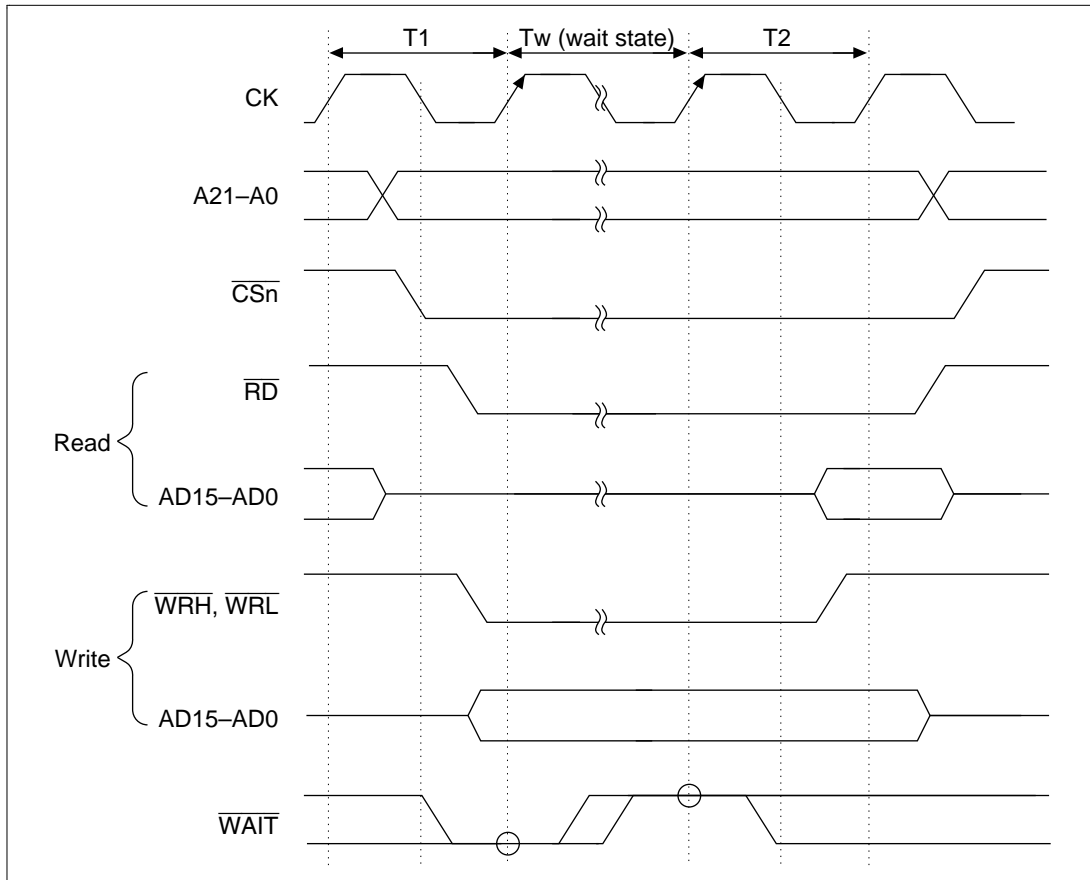 T1 Tw (wait state) T2
CK
A21–A0
CSn
RD
Read
AD15–AD0
WRH, WRL
Write
AD15–AD0
WAIT